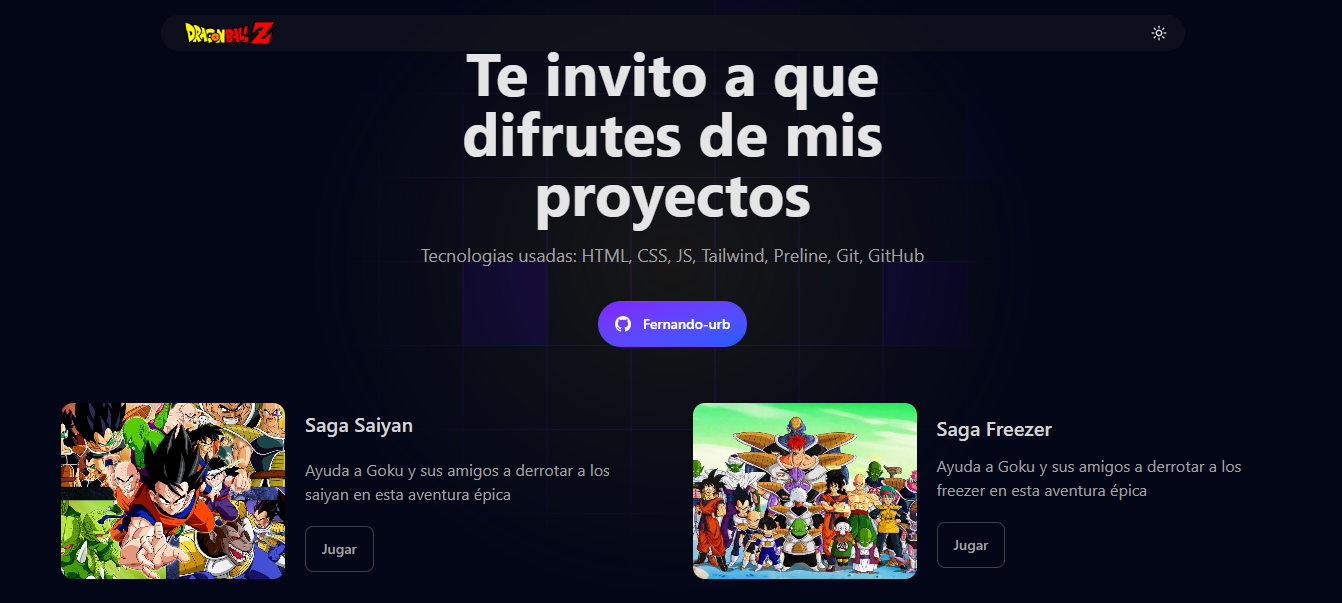 DRAGON BALL Z
Te invito a que
difrutes de mis
proyectos
Tecnologias usadas: HTML, CSS, JS, Tailwind, Preline, Git, GitHub
Fernando-urb
Saga Saiyan
Ayuda a Goku y sus amigos a derrotar a los
saiyan en esta aventura épica
Jugar
Saga Freezer
Ayuda a Goku y sus amigos a derrotar a los
freezer en esta aventura épica
Jugar